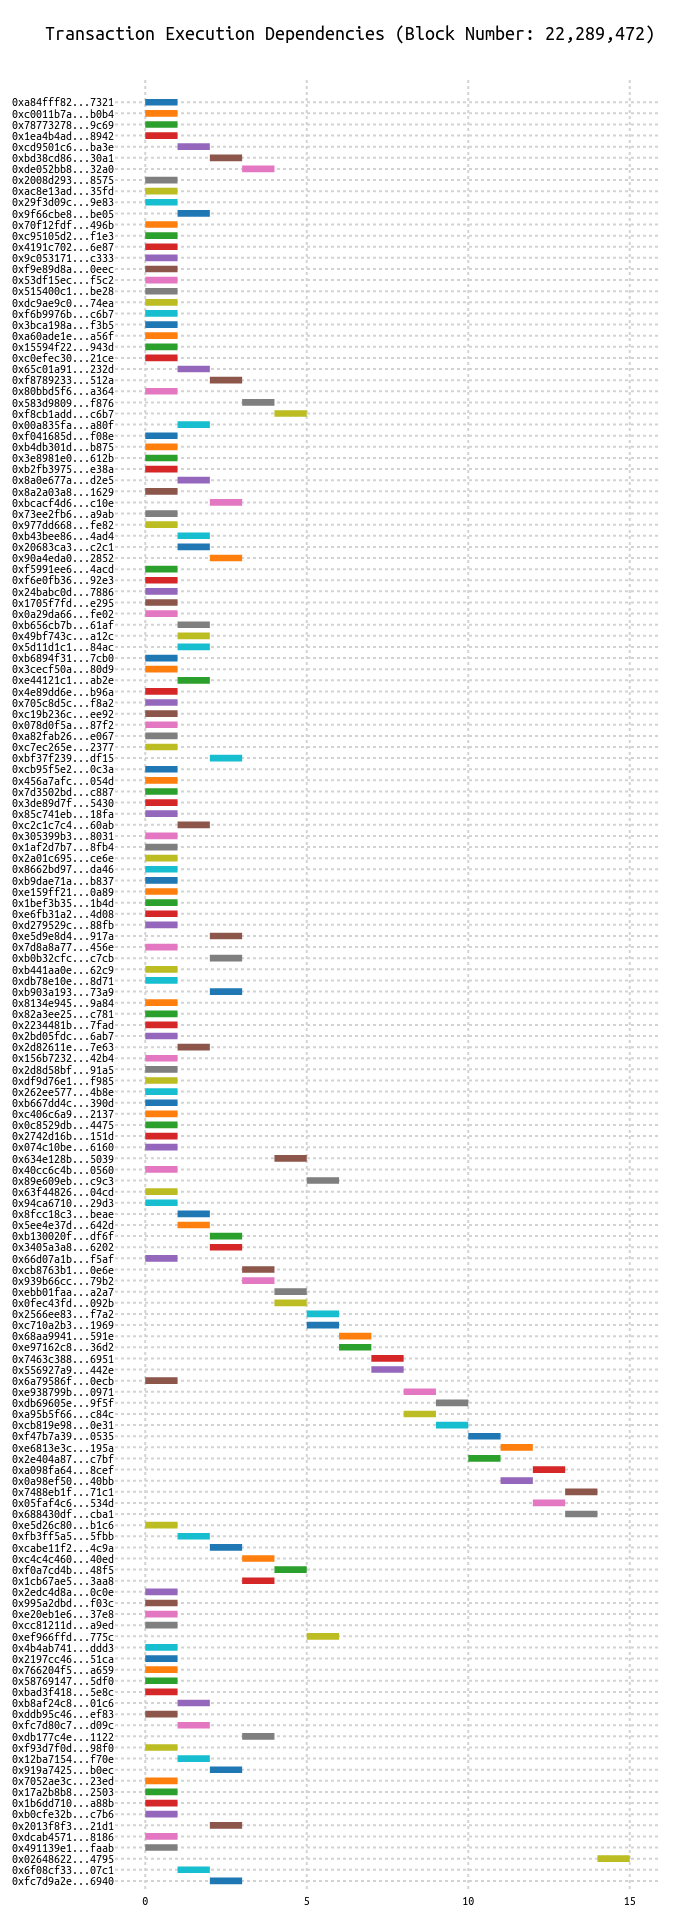 Transaction Execution Dependencies (Block Number: 22,289,472)
0xa84fff82...7321
0xc0011b7a...b0b4
0x78773278...9c69
0x1ea4b4ad...8942
0xcd9501c6...ba3e
0xbd38cd86...30a1
0xde052bb8...32a0
0x2008d293...8575
0xac8e13ad...35fd
0x29f3d09c...9e83
0x9f66cbe8...be05
0x70f12fdf...496b
0xc95105d2...f1e3
0x4191c702...6e87
0x9c053171...c333
0xf9e89d8a...0eec
0x53df15ec...f5c2
0x515400c1...be28
0xdc9ae9c0...74ea
0xf6b9976b...c6b7
0x3bca198a...f3b5
0xa60ade1e...a56f
0x15594f22...943d
0xc0efec30...21ce
0x65c01a91...232d
0xf8789233...512a
0x80bbd5f6...a364
0x583d9809...f876
0xf8cb1add...c6b7
0x00a835fa...a80f
0xf041685d...f08e
0xb4db301d...b875
0x3e8981e0...612b
0xb2fb3975...e38a
0x8a0e677a...d2e5
0x8a2a03a8...1629
0xbcacf4d6...c10e
0x73ee2fb6...a9ab
0x977dd668...fe82
0xb43bee86...4ad4
0x20683ca3...c2c1
0x90a4eda0...2852
0xf5991ee6...4acd
0xf6e0fb36...92e3
0x24babc0d...7886
0x1705f7fd...e295
0x0a29da66...fe02
0xb656cb7b...61af
0x49bf743c...a12c
0x5d11d1c1...84ac
0xb6894f31...7cb0
0x3cecf50a...80d9
0xe44121c1...ab2e
0x4e89dd6e...b96a
0x705c8d5c...f8a2
0xc19b236c...ee92
0x078d0f5a...87f2
0xa82fab26...e067
0xc7ec265e...2377
0xbf37f239...df15
0xcb95f5e2...0c3a
0x456a7afc...054d
0x7d3502bd...c887
0x3de89d7f...5430
0x85c741eb...18fa
0xc2c1c7c4...60ab
0x305399b3...8031
0x1af2d7b7...8fb4
0x2a01c695...ce6e
0x8662bd97...da46
0xb9dae71a...b837
0xe159ff21...0a89
0x1bef3b35...1b4d
0xe6fb31a2...4d08
0xd279529c...88fb
0xe5d9e8d4...917a
0x7d8a8a77...456e
0xb0b32cfc...c7cb
0xb441aa0e...62c9
0xdb78e10e...8d71
0xb903a193...73a9
0x8134e945...9a84
0x82a3ee25...c781
0x2234481b...7fad
0x2bd05fdc...6ab7
0x2d82611e...7e63
0x156b7232...42b4
0x2d8d58bf...91a5
0xdf9d76e1...f985
0x262ee577...4b8e
0xb667dd4c...390d
0xc406c6a9...2137
0x0c8529db...4475
0x2742d16b...151d
0x074c10be...6160
0x634e128b...5039
0x40cc6c4b...0560
0x89e609eb...c9c3
0x63f44826...04cd
0x94ca6710...29d3
0x8fcc18c3...beae
0x5ee4e37d...642d
0xb130020f...df6f
0x3405a3a8...6202
0x66d07a1b...f5af
0xcb8763b1...0e6e
0x939b66cc...79b2
0xebb01faa...a2a7
0x0fec43fd...092b
0x2566ee83...f7a2
0xc710a2b3...1969
0x68aa9941...591e
0xe97162c8...36d2
0x7463c388...6951
0x556927a9...442e
0x6a79586f...0ecb
0xe938799b...0971
0xdb69605e...9f5f
0xa95b5f66...c84c
0xcb819e98...0e31
0xf47b7a39...0535
0xe6813e3c...195a
0x2e404a87...c7bf
0xa098fa64...8cef
0x0a98ef50...40bb
0x7488eb1f...71c1
0x05faf4c6...534d
0x688430df...cba1
0xe5d26c80...b1c6
0xfb3ff5a5...5fbb
0xcabe11f2...4c9a
0xc4c4c460...40ed
0xf0a7cd4b...48f5
0x1cb67ae5...3aa8
0x2edc4d8a...0c0e
0x995a2dbd...f03c
0xe20eb1e6...37e8
0xcc81211d...a9ed
0xef966ffd...775c
0x4b4ab741...ddd3
0x2197cc46...51ca
0x766204f5...a659
0x58769147...5df0
0xbad3f418...5e8c
0xb8af24c8...01c6
0xddb95c46...ef83
0xfc7d80c7...d09c
0xdb177c4e...1122
0xf93d7f0d...98f0
0x12ba7154...f70e
0x919a7425...b0ec
0x7052ae3c...23ed
0x17a2b8b8...2503
0x1b6dd710...a88b
0xb0cfe32b...c7b6
0x2013f8f3...21d1
0xdcab4571...8186
0x491139e1...faab
0x02648622...4795
0x6f08cf33...07c1
0xfc7d9a2e...6940
0 5 10 15